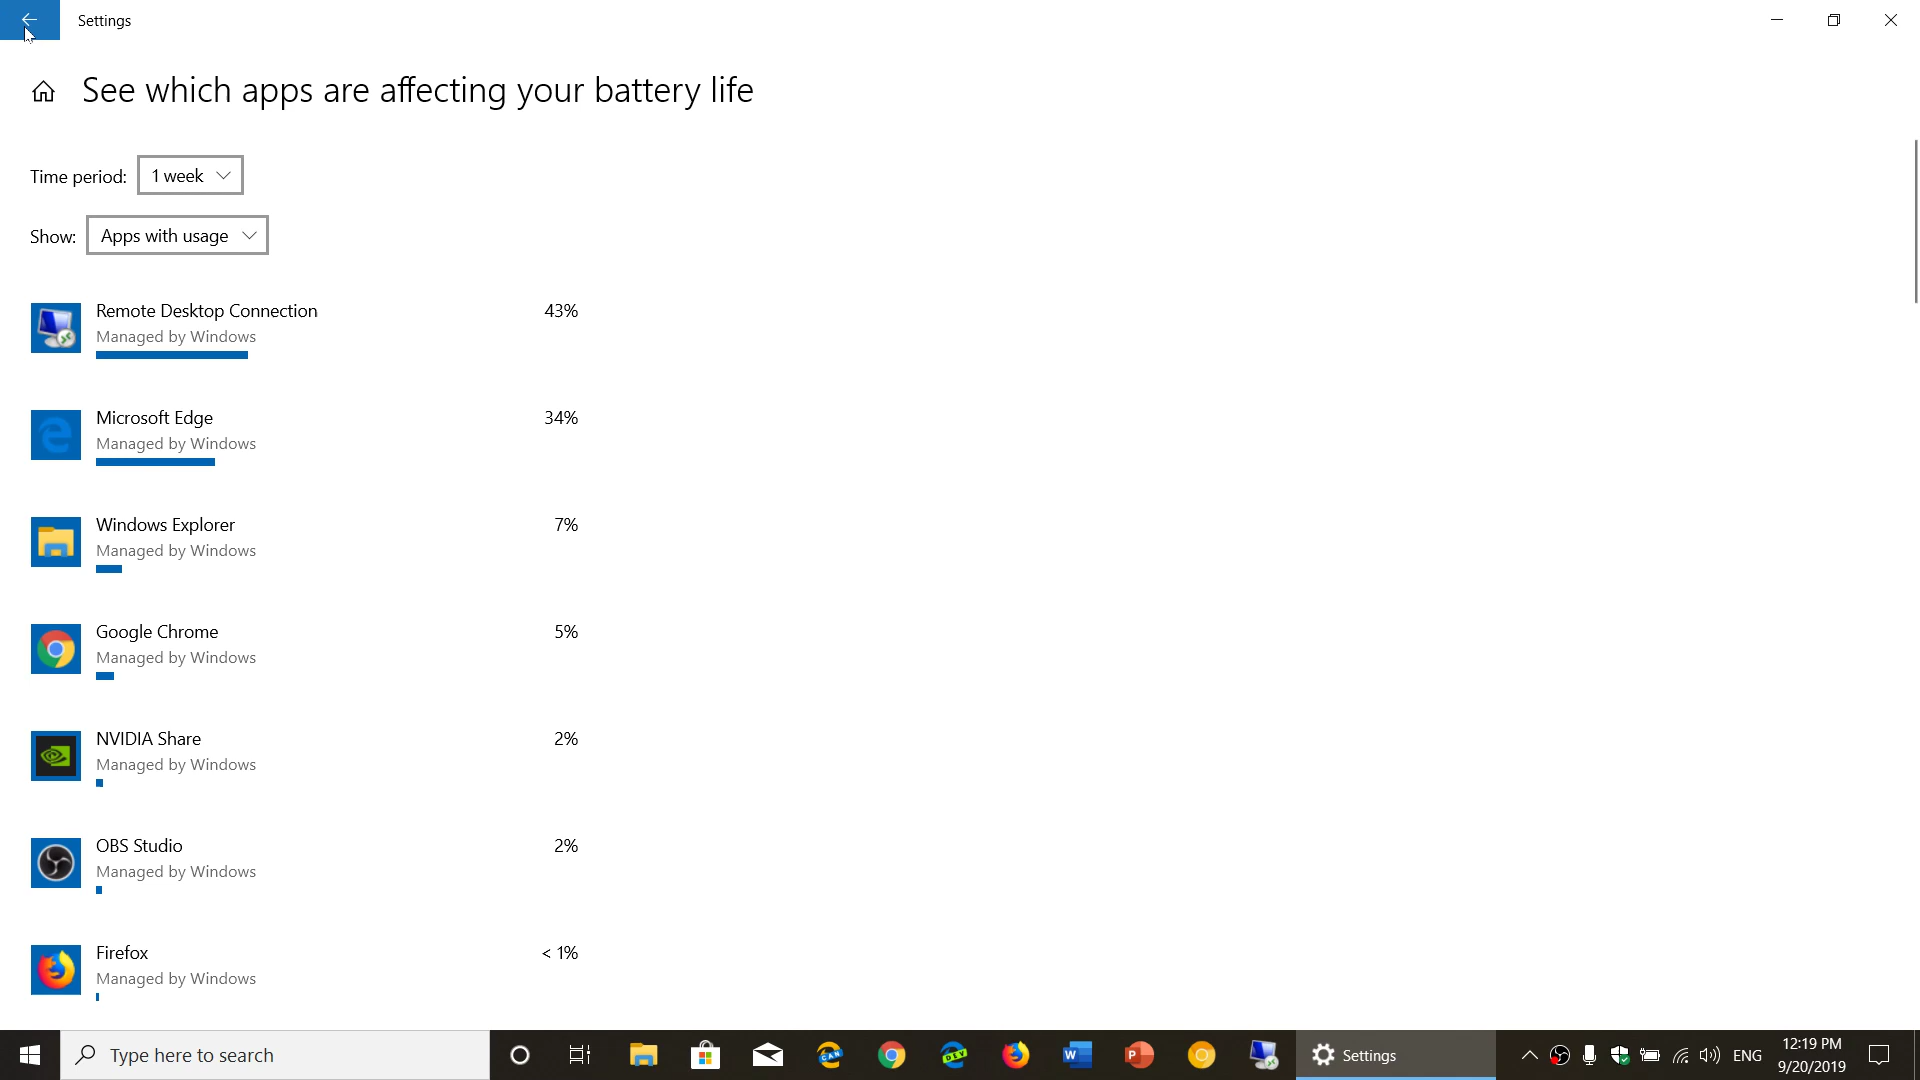 Settings
See which apps are affecting your battery life
Time period: 1 week
Show: Apps with usage
Remote Desktop Connection 43%
Managed by Windows
Microsoft Edge 34%
Managed by Windows
Windows Explorer 7%
Managed by Windows
Google Chrome 5%
Managed by Windows
NVIDIA Share 2%
Managed by Windows
OBS Studio 2%
Managed by Windows
Firefox < 1%
Managed by Windows
Type here to search CAN DEV W P Settings ENG 12:19 PM
9/20/2019